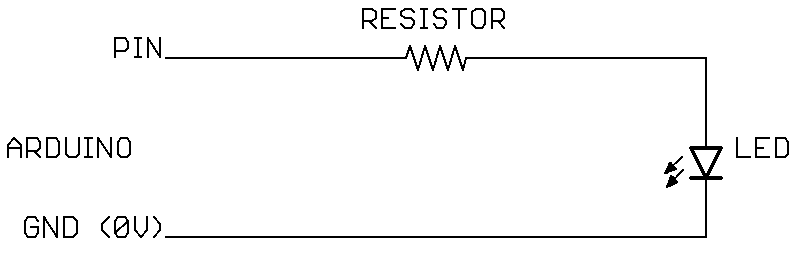 RESISTOR
PIN
ARDUINO
LED
GND (0V)